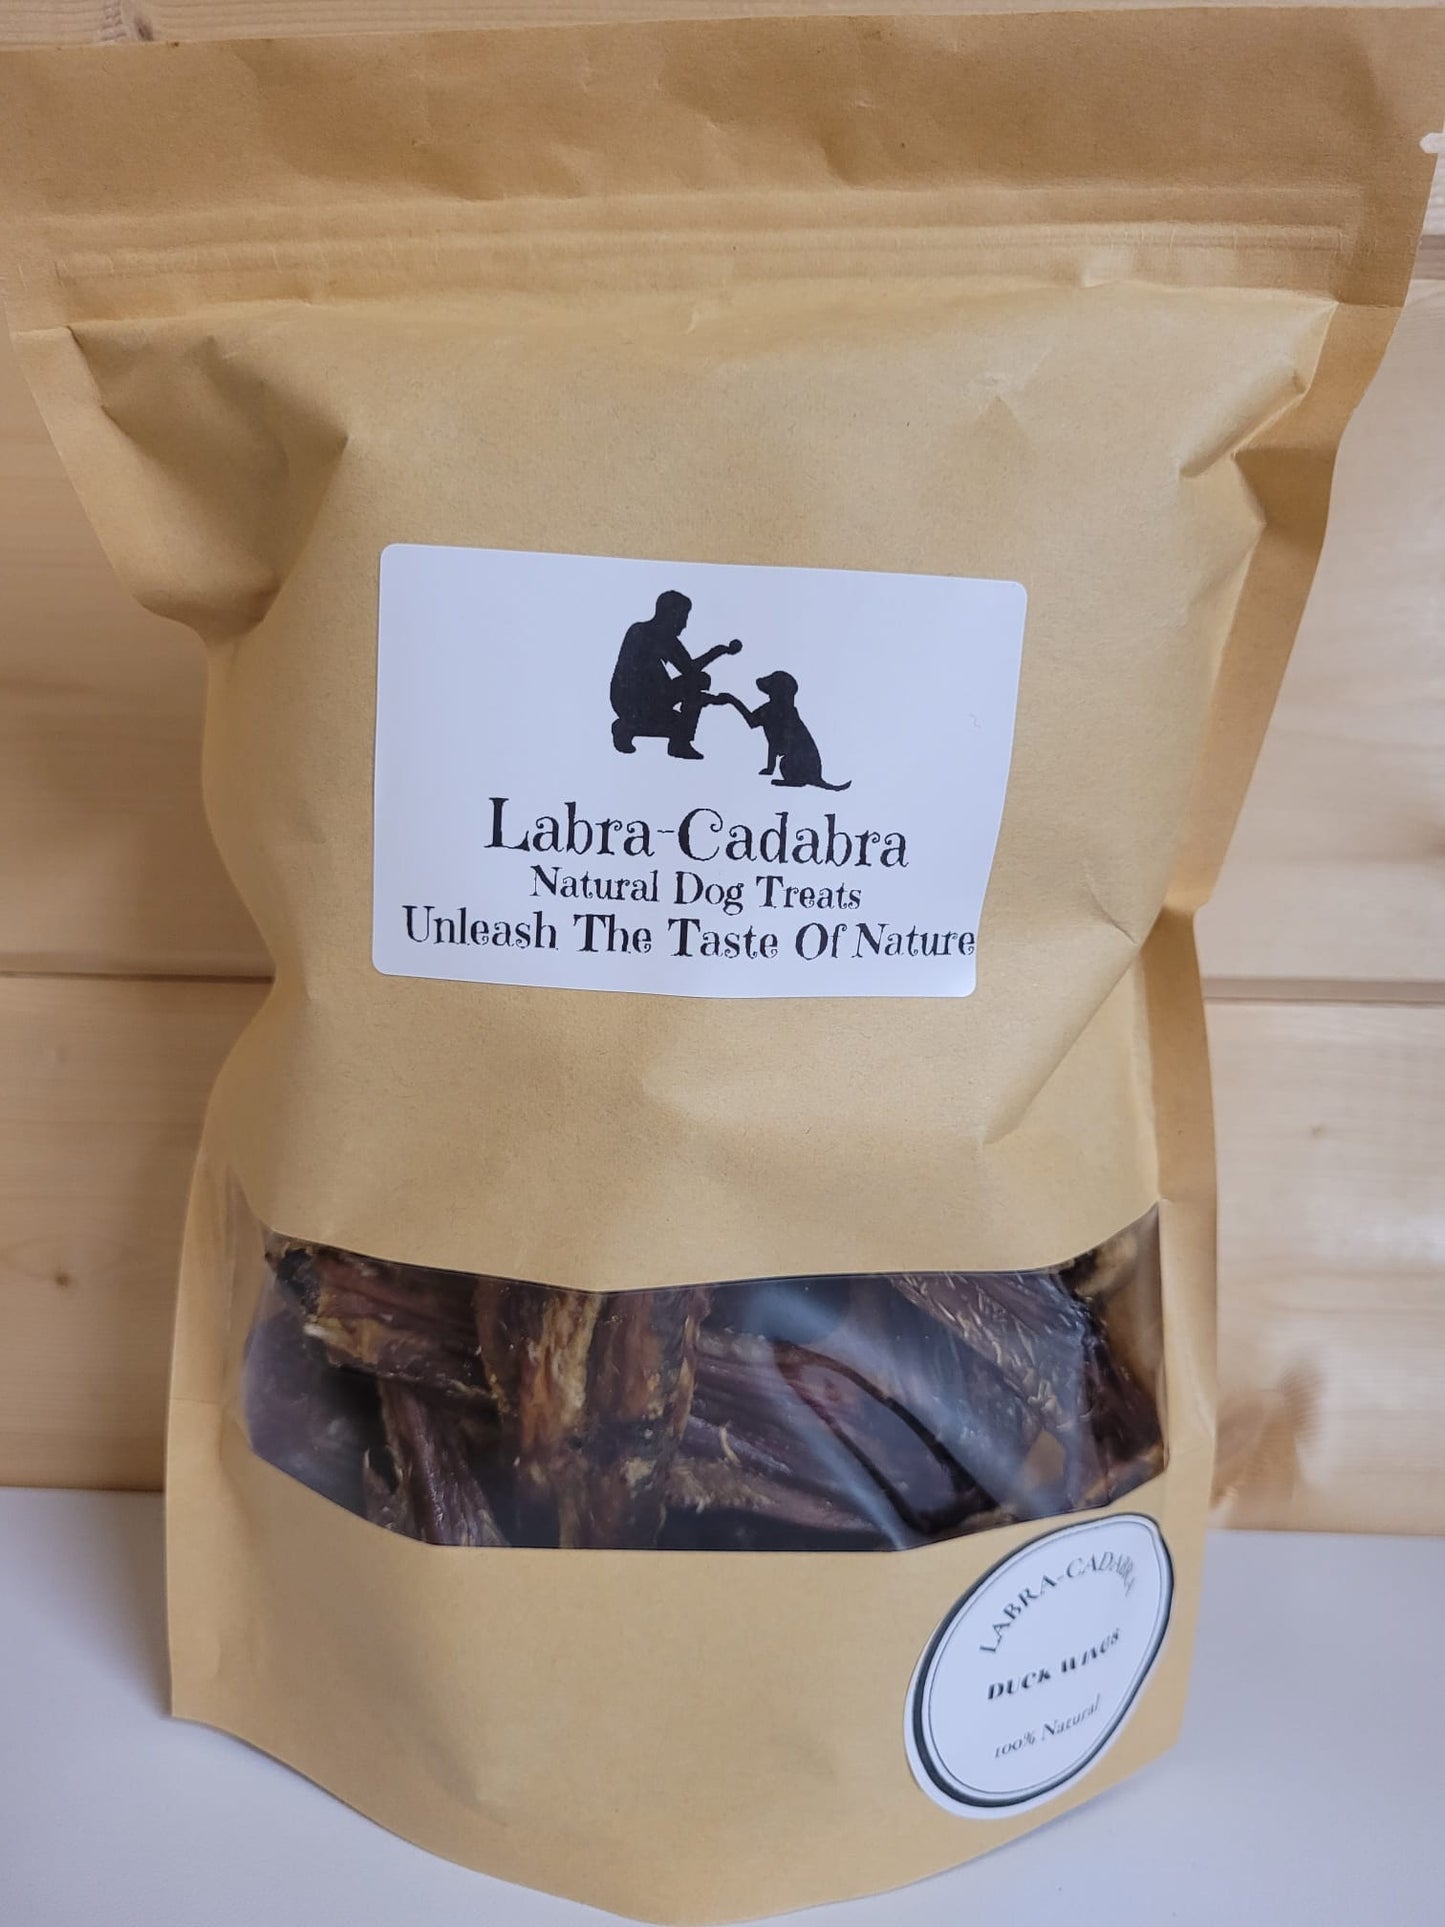 Labra-Cadabra
Natural Dog Treats
Unleash The Taste Of Nature
LABRA-CADABRA
DUCK WINGS
100% Natural